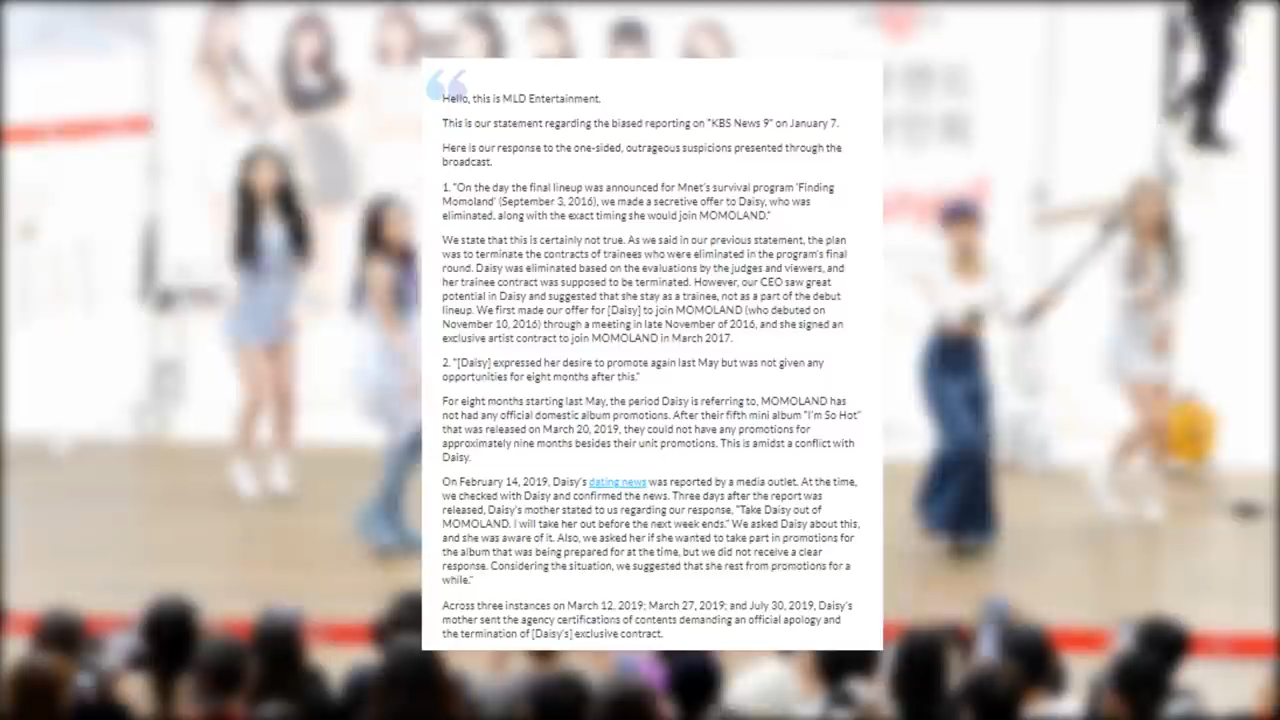 Hello, this is MLD Entertainment.
This is our statement regarding the biased reporting on "KBS News 9" on January 7.
Here is our response to the one-sided, outrageous suspicions presented through the
broadcast.
1. "On the day the final lineup was announced for Mnet's survival program 'Finding
Momoland' (September 3, 2016), we made a secretive offer to Daisy, who was
eliminated, along with the exact timing she would join MOMOLAND."
We state that this is certainly not true. As we said in our previous statement, the plan
was to terminate the contracts of trainees who were eliminated in the program's final
round. Daisy was eliminated based on the evaluations by the judges and viewers, and
her trainee contract was supposed to be terminated. However, our CEO saw great
potential in Daisy and suggested that she stay as a trainee, not as a part of the debut
lineup. We first made our offer for [Daisy] to join MOMOLAND (who debuted on
November 10, 2016) through a meeting in late November of 2016, and she signed an
exclusive artist contract to join MOMOLAND in March 2017.
2. "[Daisy] expressed her desire to promote again last May but was not given any
opportunities for eight months after this."
For eight months starting last May, the period Daisy is referring to, MOMOLAND has
not had any official domestic album promotions. After their fifth mini album "I'm So Hot"
that was released on March 20, 2019, they could not have any promotions for
approximately nine months besides their unit promotions. This is amidst a conflict with
Daisy.
On February 14, 2019, Daisy's dating news was reported by a media outlet. At the time,
we checked with Daisy and confirmed the news. Three days after the report was
released, Daisy's mother stated to us regarding our response, "Take Daisy out of
MOMOLAND. I will take her out before the next week ends." We asked Daisy about this,
and she was aware of it. Also, we asked her if she wanted to take part in promotions for
the album that was being prepared for at the time, but we did not receive a clear
response. Considering the situation, we suggested that she rest from promotions for a
while."
Across three instances on March 12, 2019; March 27, 2019; and July 30, 2019, Daisy's
mother sent the agency certifications of contents demanding an official apology and
the termination of [Daisy's] exclusive contract.